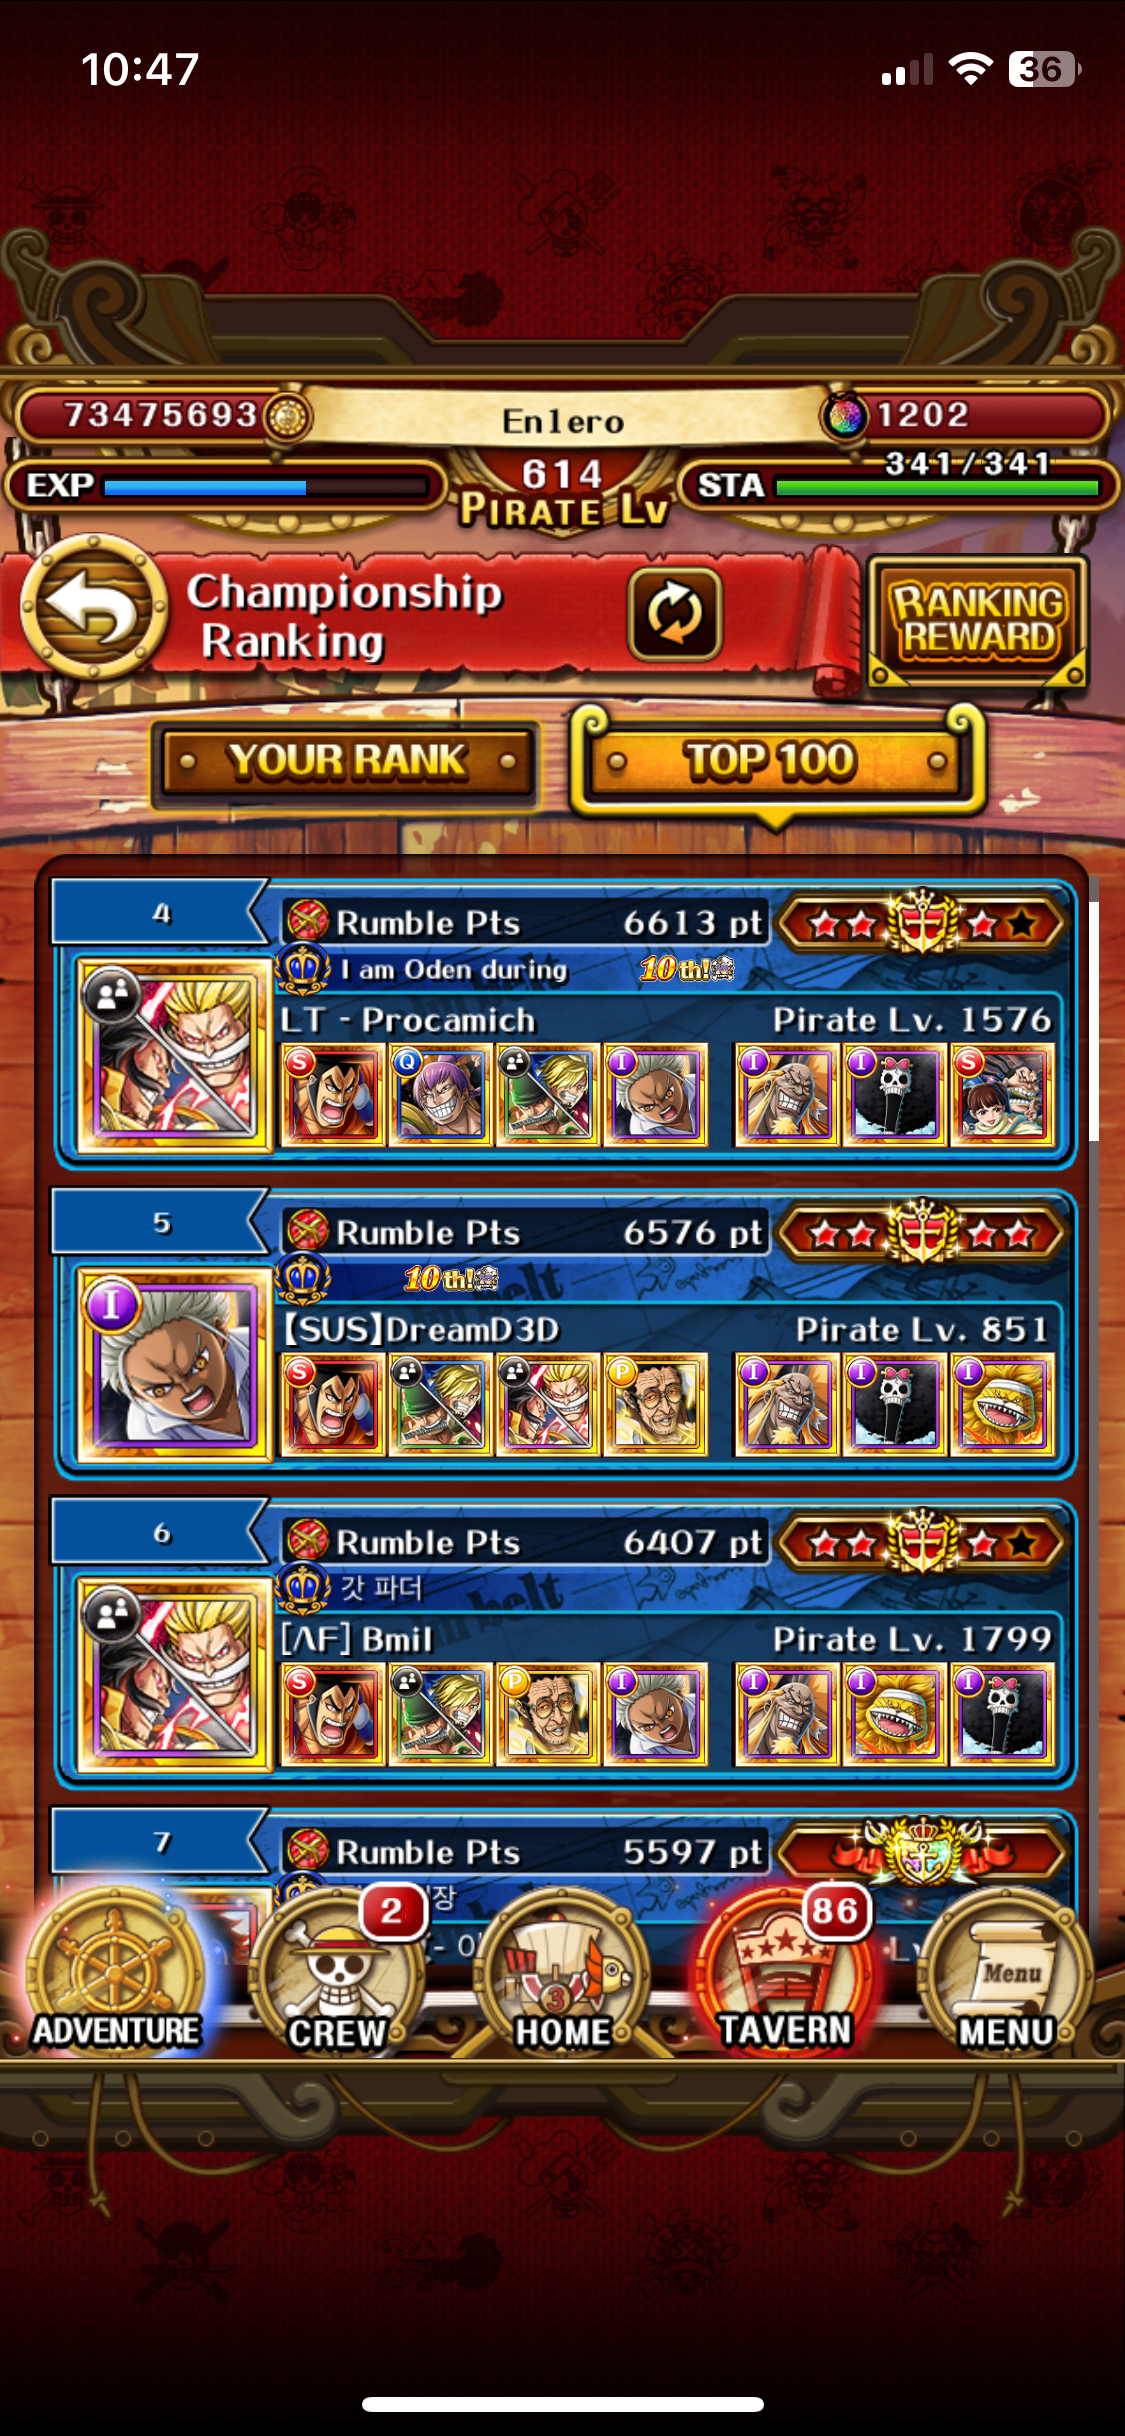 10:47
36
73475693
En1ero
1202
EXP
614
PIRATE Lv
STA
341/341
Championship
Ranking
RANKING
REWARD
YOUR RANK
TOP 100
4
Rumble Pts
6613 pt
I am Oden during
10th!
LT - Procamich
Pirate Lv. 1576
S
Q
I
I
I
S
5
Rumble Pts
6576 pt
10th!
I
【SUS】DreamD3D
Pirate Lv. 851
S
P
I
I
I
6
Rumble Pts
6407 pt
갓 파더
[ΛF] Bmil
Pirate Lv. 1799
S
P
I
I
I
I
7
Rumble Pts
5597 pt
장
2
86
ADVENTURE
CREW
3
HOME
TAVERN
Menu
MENU